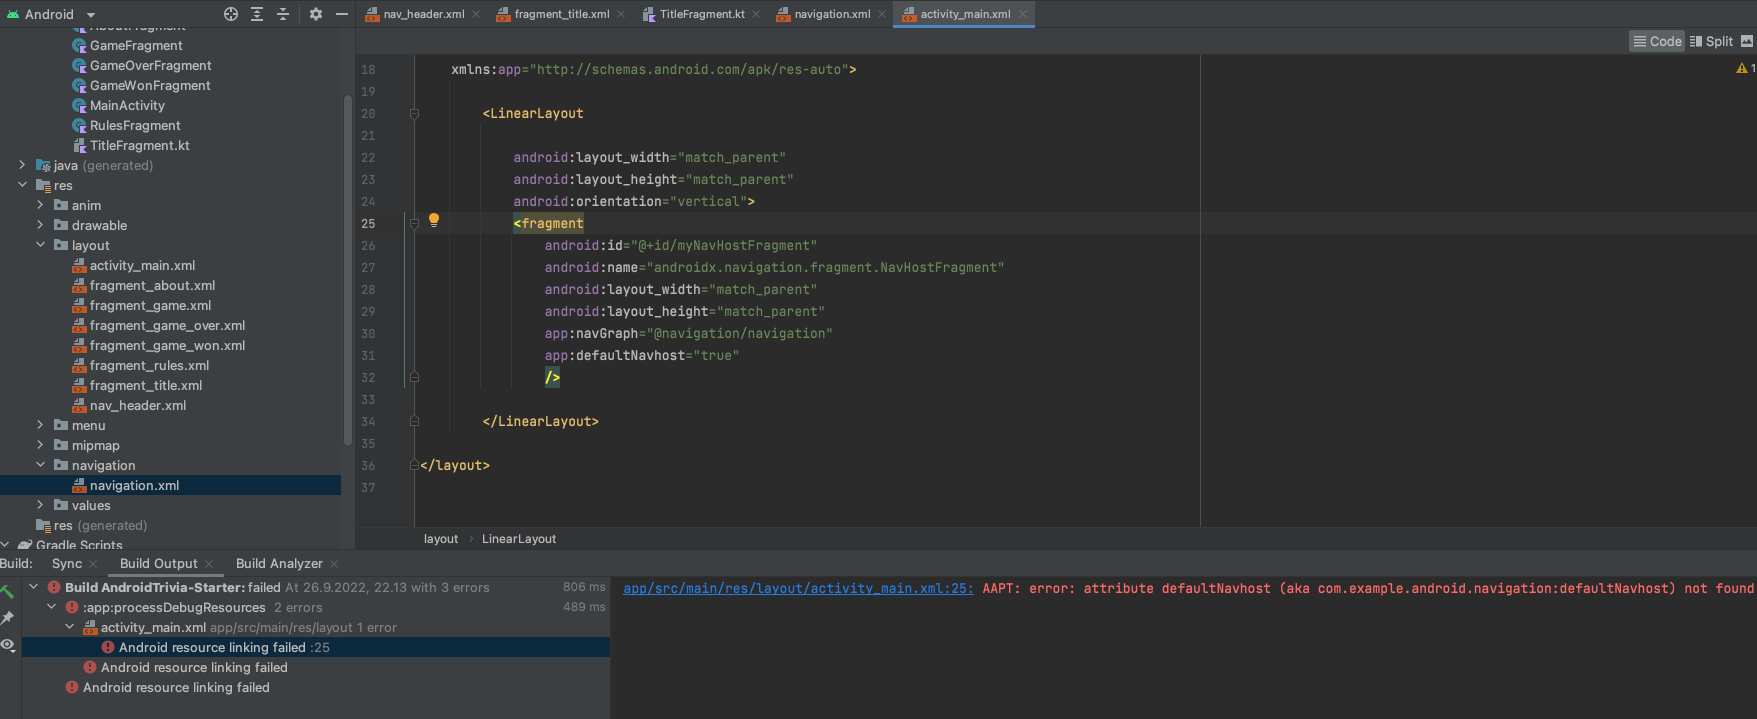 Android
nav_header.xml
fragment_title.xml
TitleFragment.kt
navigation.xml
activity_main.xml
Code
Split
AboutFragment
GameFragment
GameOverFragment
GameWonFragment
MainActivity
RulesFragment
TitleFragment.kt
java (generated)
res
anim
drawable
layout
activity_main.xml
fragment_about.xml
fragment_game.xml
fragment_game_over.xml
fragment_game_won.xml
fragment_rules.xml
fragment_title.xml
nav_header.xml
menu
mipmap
navigation
navigation.xml
values
res (generated)
Gradle Scripts
1
18 xmlns:app="http://schemas.android.com/apk/res-auto">
19
20 <LinearLayout
21
22 android:layout_width="match_parent"
23 android:layout_height="match_parent"
24 android:orientation="vertical">
25 <fragment
26 android:id="@+id/myNavHostFragment"
27 android:name="androidx.navigation.fragment.NavHostFragment"
28 android:layout_width="match_parent"
29 android:layout_height="match_parent"
30 app:navGraph="@navigation/navigation"
31 app:defaultNavhost="true"
32 />
33
34 </LinearLayout>
35
36 </layout>
37
layout › LinearLayout
Build: Sync Build Output Build Analyzer
Build AndroidTrivia-Starter: failed At 26.9.2022, 22.13 with 3 errors 806 ms
:app:processDebugResources 2 errors 489 ms
activity_main.xml app/src/main/res/layout 1 error
Android resource linking failed :25
Android resource linking failed
Android resource linking failed
app/src/main/res/layout/activity_main.xml:25: AAPT: error: attribute defaultNavhost (aka com.example.android.navigation:defaultNavhost) not found